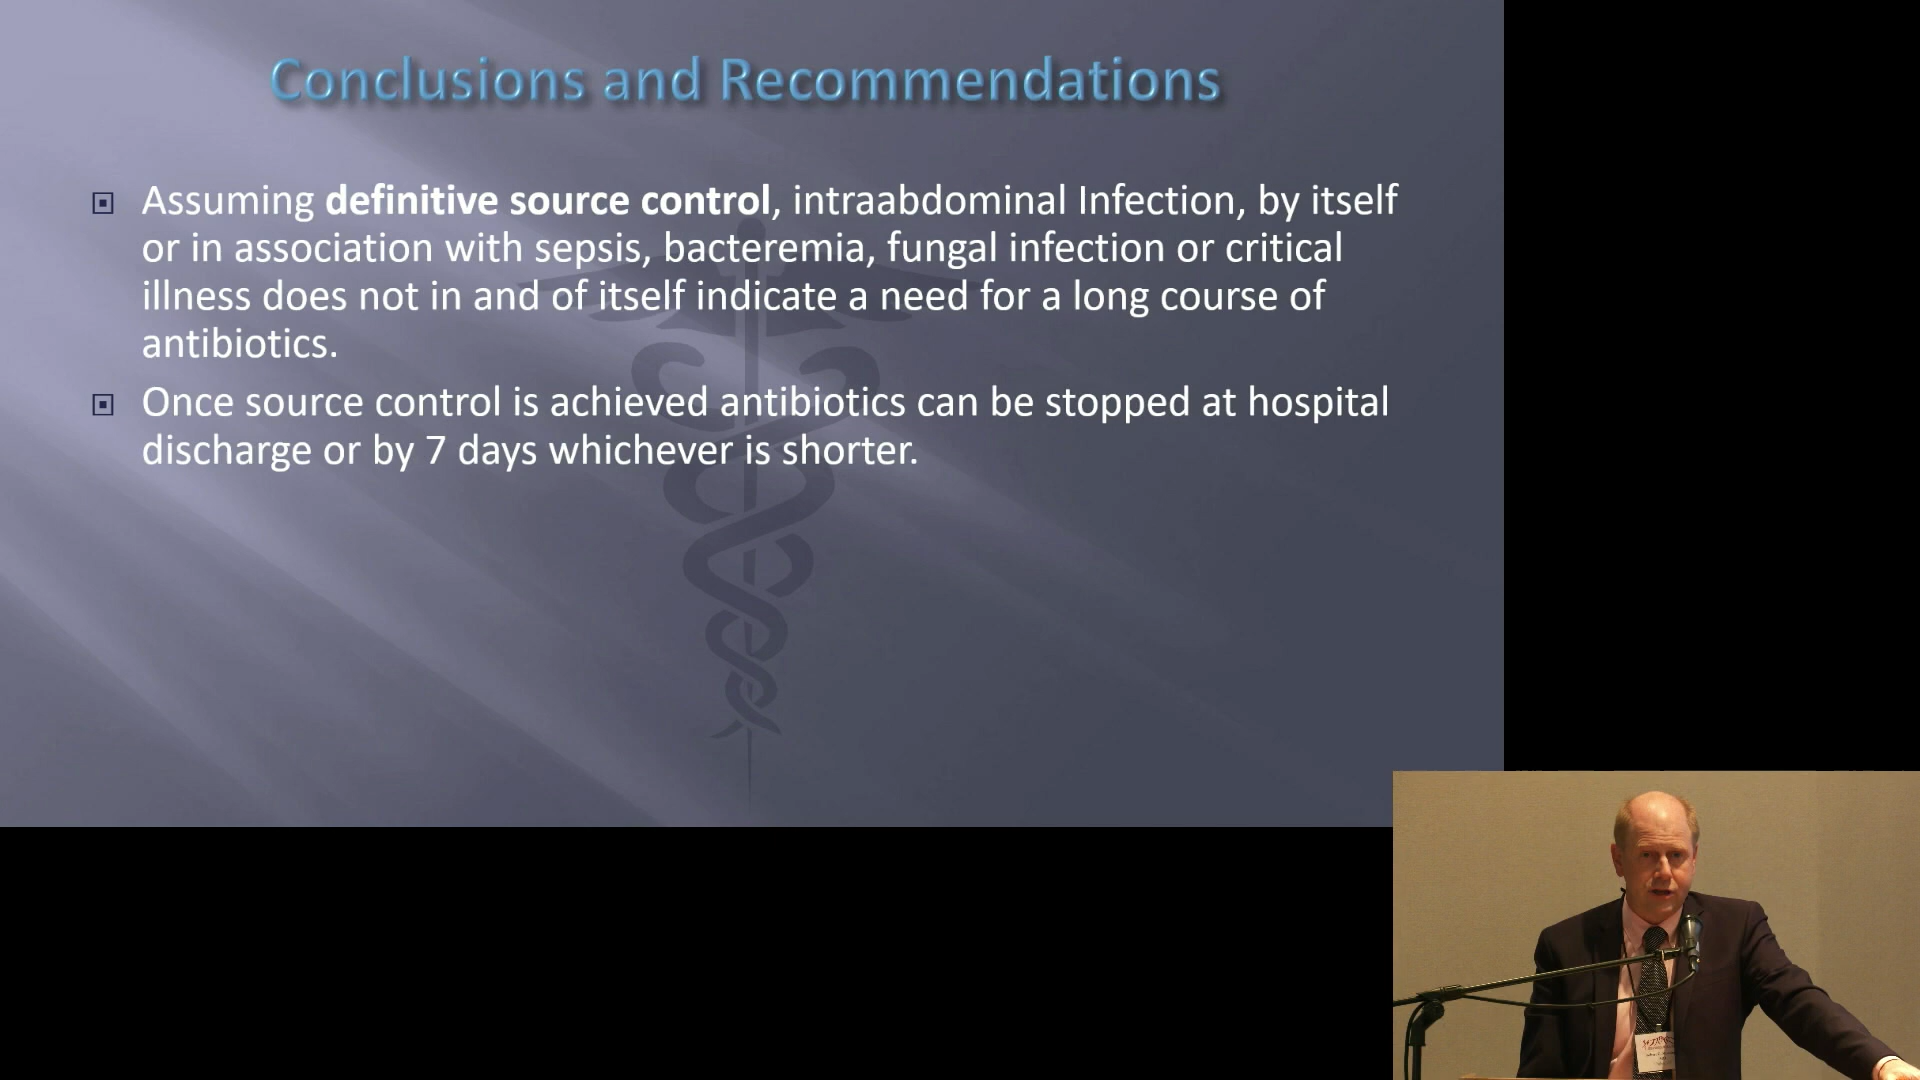 Conclusions and Recommendations
Assuming definitive source control, intraabdominal Infection, by itself
or in association with sepsis, bacteremia, fungal infection or critical
illness does not in and of itself indicate a need for a long course of
antibiotics.
Once source control is achieved antibiotics can be stopped at hospital
discharge or by 7 days whichever is shorter.